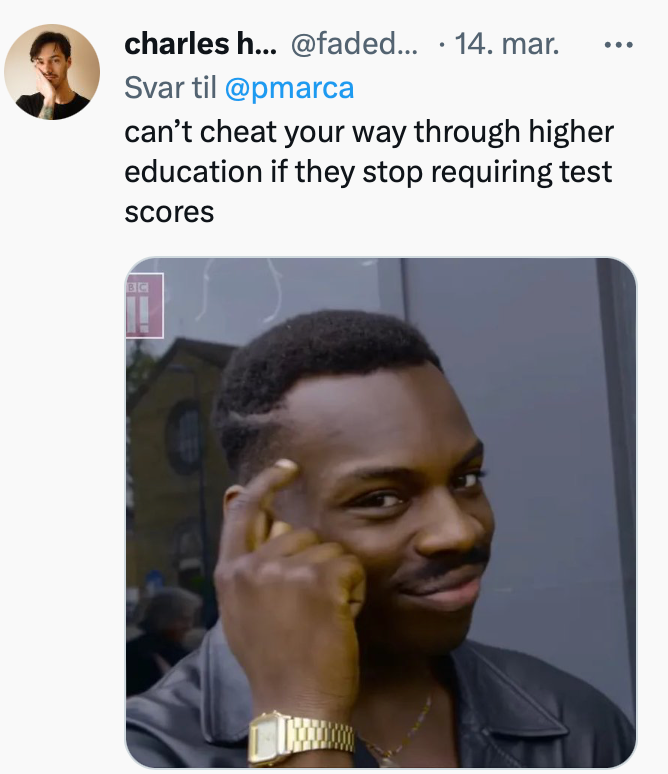 charles h... @faded... · 14. mar. ...
Svar til @pmarca
can’t cheat your way through higher
education if they stop requiring test
scores
BBC